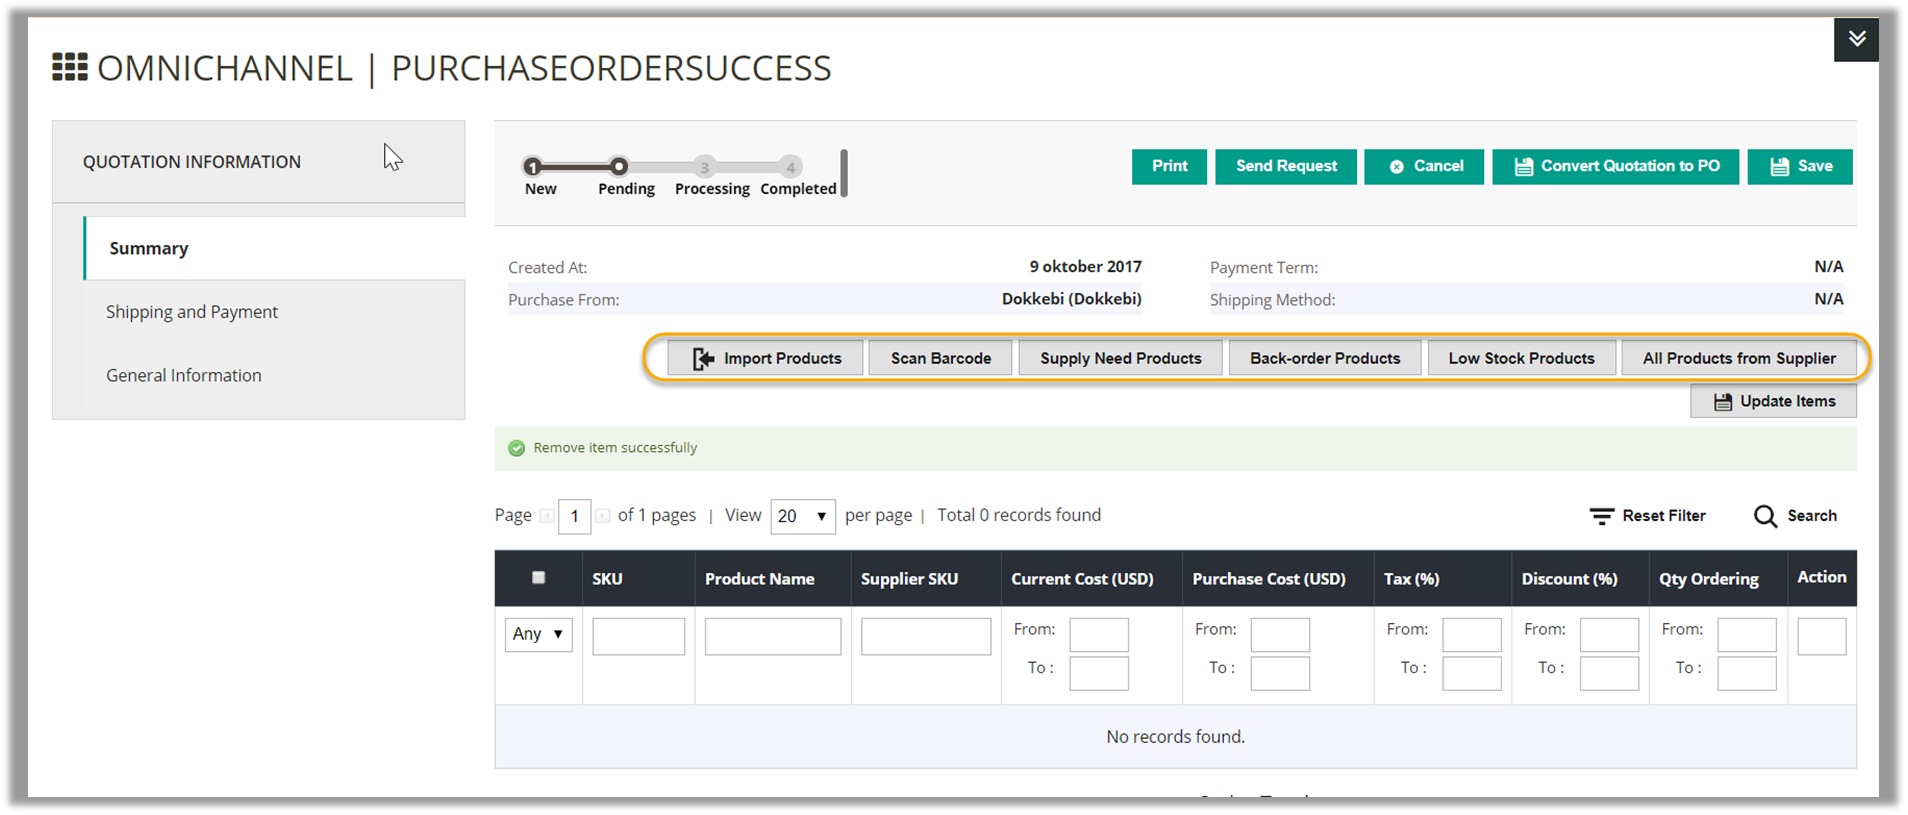 OMNICHANNEL | PURCHASEORDERSUCCESS
QUOTATION INFORMATION
Summary
Shipping and Payment
General Information
1 3 4
New Pending Processing Completed
Print Send Request Cancel Convert Quotation to PO Save
Created At: 9 oktober 2017 Payment Term: N/A
Purchase From: Dokkebi (Dokkebi) Shipping Method: N/A
Import Products Scan Barcode Supply Need Products Back-order Products Low Stock Products All Products from Supplier
Update Items
Remove item successfully
Page 1 of 1 pages | View 20 per page | Total 0 records found Reset Filter Search
SKU Product Name Supplier SKU Current Cost (USD) Purchase Cost (USD) Tax (%) Discount (%) Qty Ordering Action
Any From: From: From: From: From:
To : To : To : To : To :
No records found.